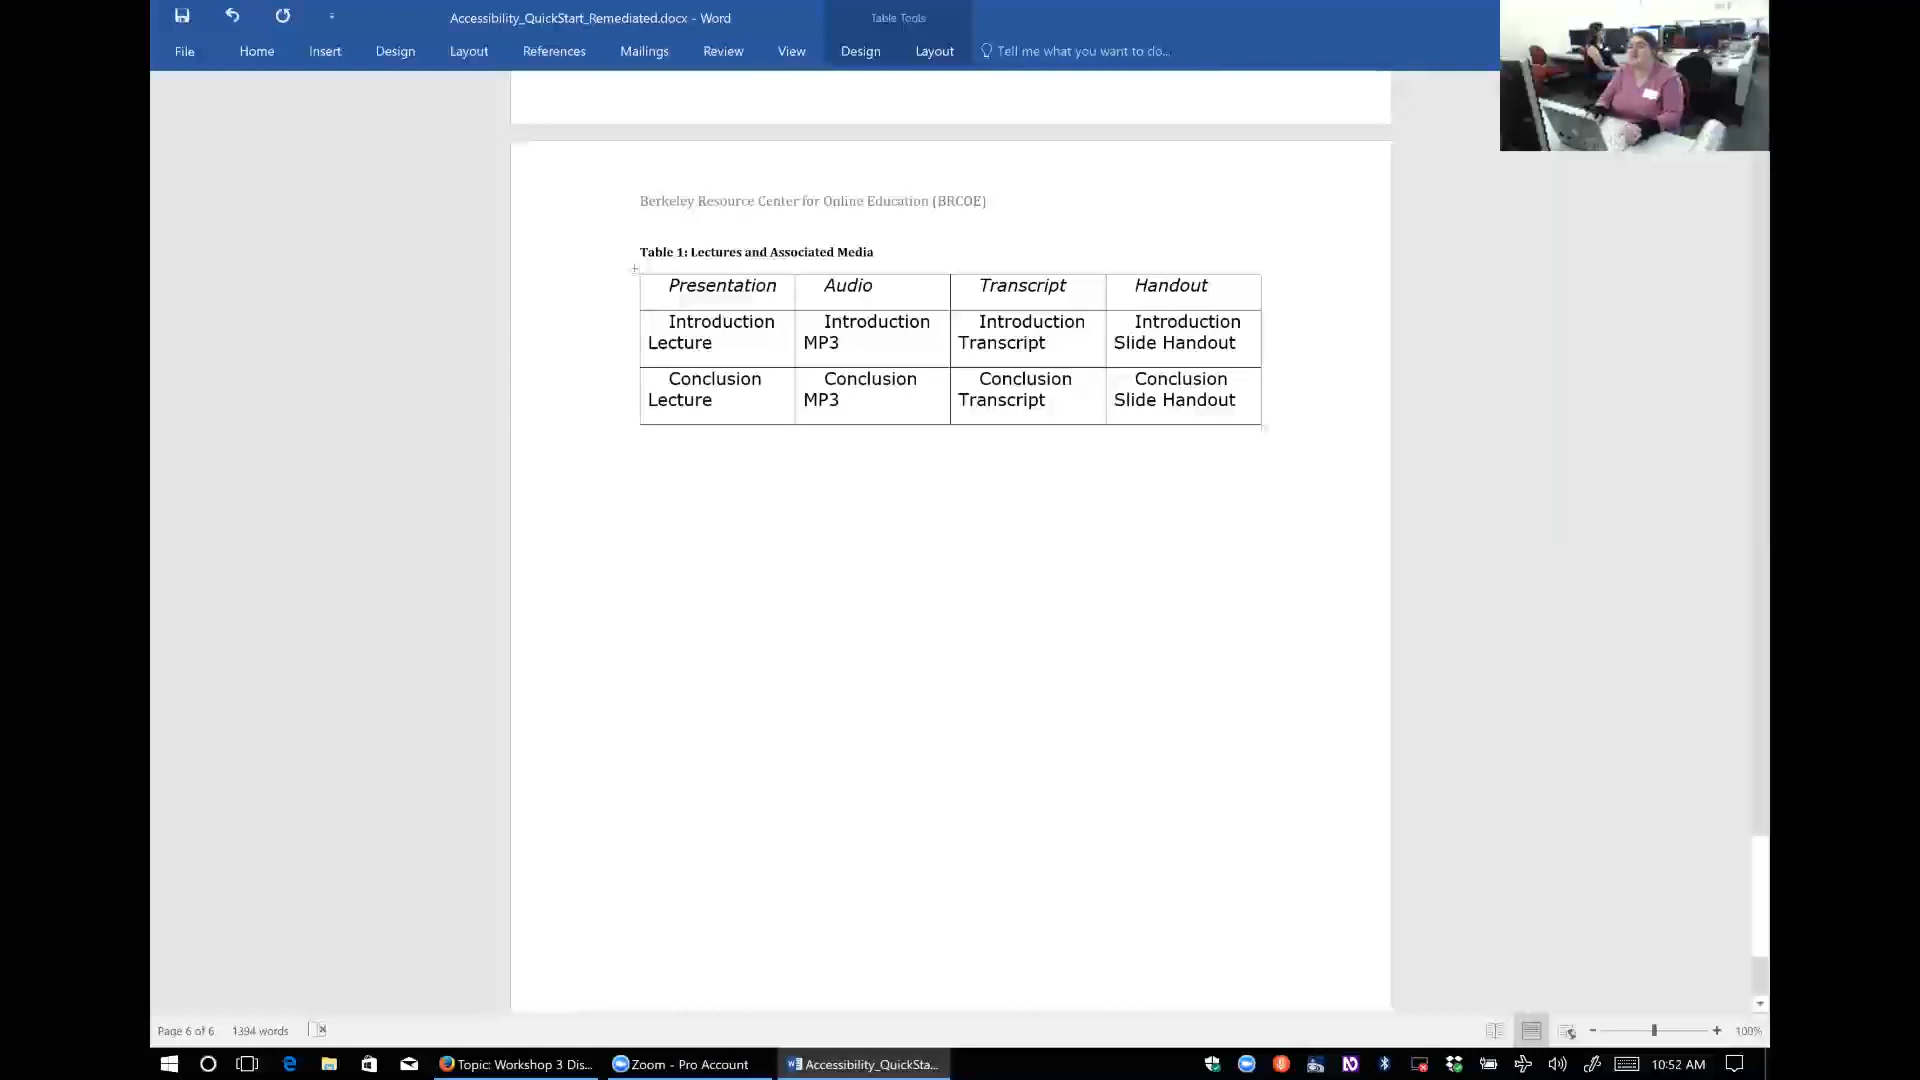 Accessibility_QuickStart_Remediated.docx - Word
Table Tools
File Home Insert Design Layout References Mailings Review View Design Layout Tell me what you want to do...
Berkeley Resource Center for Online Education (BRCOE)
Table 1: Lectures and Associated Media
Presentation Audio Transcript Handout
Introduction Introduction Introduction Introduction
Lecture MP3 Transcript Slide Handout
Conclusion Conclusion Conclusion Conclusion
Lecture MP3 Transcript Slide Handout
Page 6 of 6 1394 words 100%
Topic: Workshop 3 Dis... Zoom - Pro Account Accessibility_QuickSta... 10:52 AM